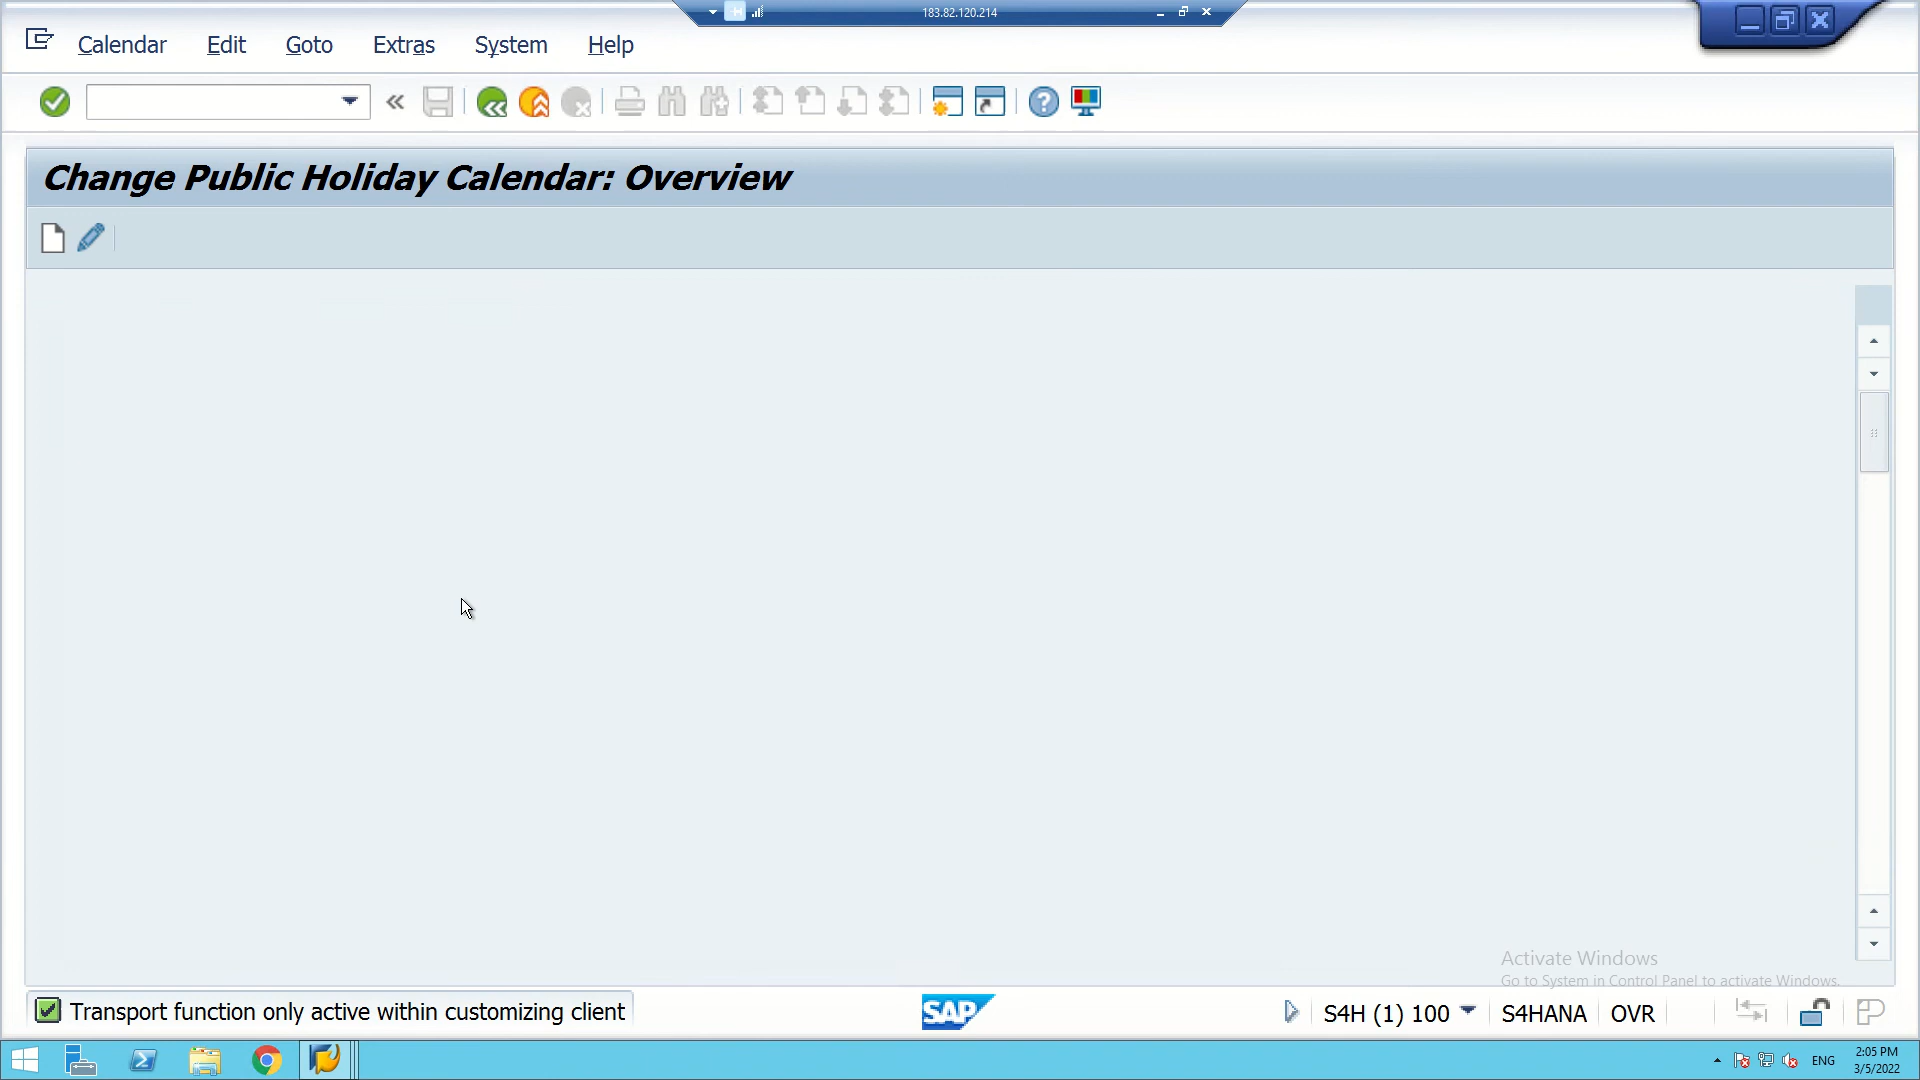 183.82.120.214
Calendar Edit Goto Extras System Help
Change Public Holiday Calendar: Overview
Activate Windows
Go to System in Control Panel to activate Windows.
Transport function only active within customizing client
SAP
S4H (1) 100
S4HANA
OVR
ENG
2:05 PM
3/5/2022